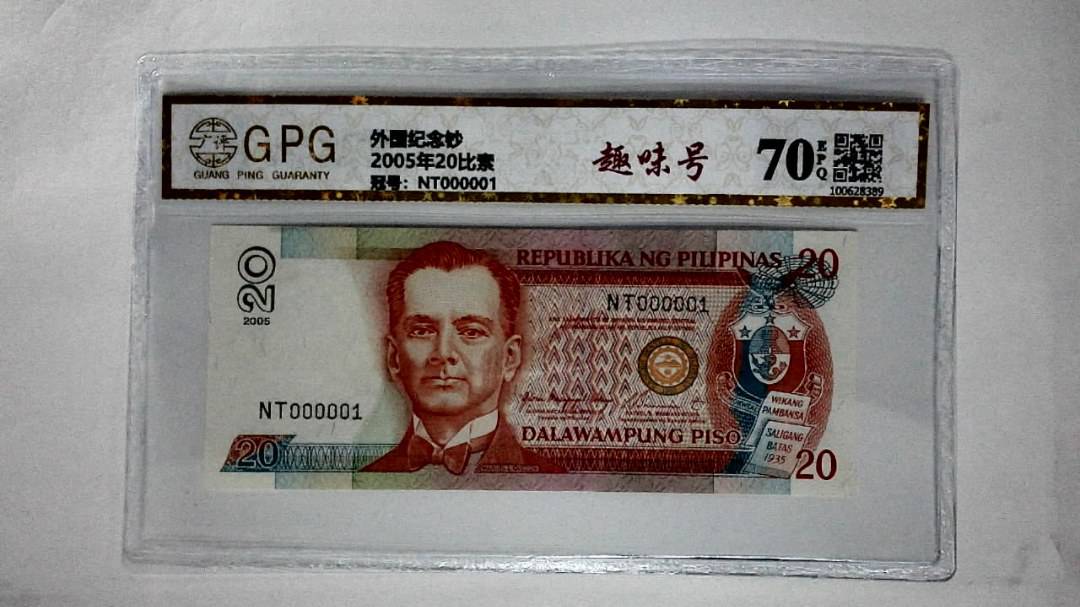 GPG
GUANG PING GUARANTY
外国纪念钞
2005年20比索
冠号：NT000001
趣味号
70
EPQ
100628389
20
2005
REPUBLIKA NG PILIPINAS
20
NT000001
NT000001
WIKANG
PAMBANSA
SALIGANG
BATAS
1935
DALAWAMPUNG PISO
20
20